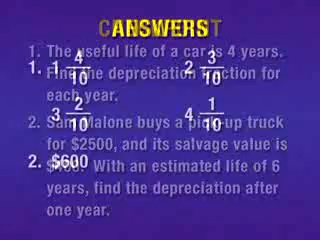 ANSWERS
1. 1 4/10 2 3/10
3 2/10 4 1/10
2. $600
1. The useful life of a car is 4 years.
Find the depreciation fraction for
each year.
2. Sam Malone buys a pick-up truck
for $2500, and its salvage value is
With an estimated life of 6
years, find the depreciation after
one year.